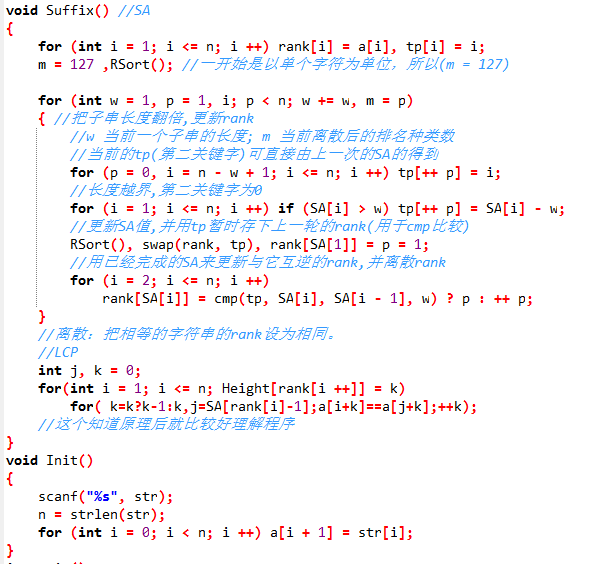 void Suffix() //SA
{
for (int i = 1; i <= n; i ++) rank[i] = a[i], tp[i] = i;
m = 127 ,RSort(); //一开始是以单个字符为单位，所以(m = 127)
for (int w = 1, p = 1, i; p < n; w += w, m = p)
{ //把子串长度翻倍,更新rank
//w 当前一个子串的长度; m 当前离散后的排名种类数
//当前的tp(第二关键字)可直接由上一次的SA的得到
for (p = 0, i = n - w + 1; i <= n; i ++) tp[++ p] = i;
//长度越界,第二关键字为0
for (i = 1; i <= n; i ++) if (SA[i] > w) tp[++ p] = SA[i] - w;
//更新SA值,并用tp暂时存下上一轮的rank(用于cmp比较)
RSort(), swap(rank, tp), rank[SA[1]] = p = 1;
//用已经完成的SA来更新与它互逆的rank,并离散rank
for (i = 2; i <= n; i ++)
rank[SA[i]] = cmp(tp, SA[i], SA[i - 1], w) ? p : ++ p;
}
//离散：把相等的字符串的rank设为相同。
//LCP
int j, k = 0;
for(int i = 1; i <= n; Height[rank[i ++]] = k)
for( k=k?k-1:k,j=SA[rank[i]-1];a[i+k]==a[j+k];++k);
//这个知道原理后就比较好理解程序
}
void Init()
{
scanf("%s", str);
n = strlen(str);
for (int i = 0; i < n; i ++) a[i + 1] = str[i];
}